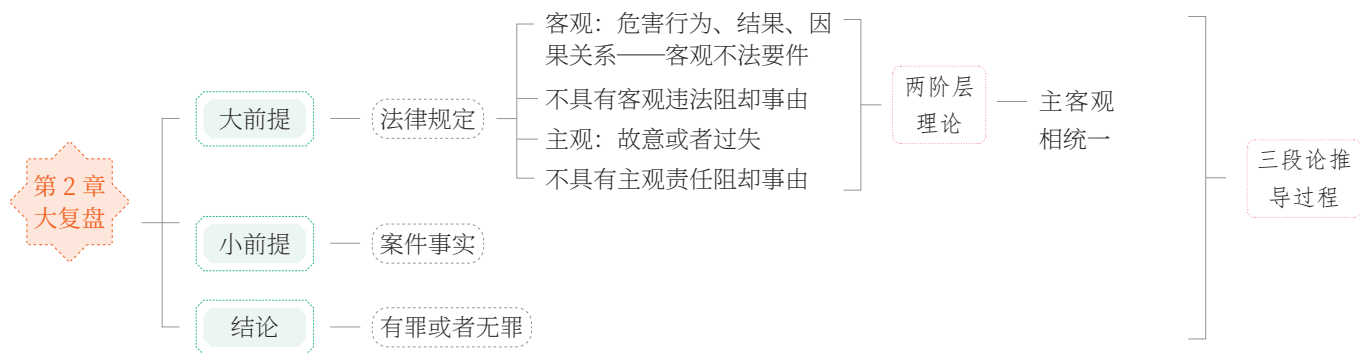 第 2 章
大复盘
大前提
法律规定
客观：危害行为、结果、因
果关系——客观不法要件
不具有客观违法阻却事由
主观：故意或者过失
不具有主观责任阻却事由
两阶层
理论
主客观
相统一
小前提
案件事实
结论
有罪或者无罪
三段论推
导过程